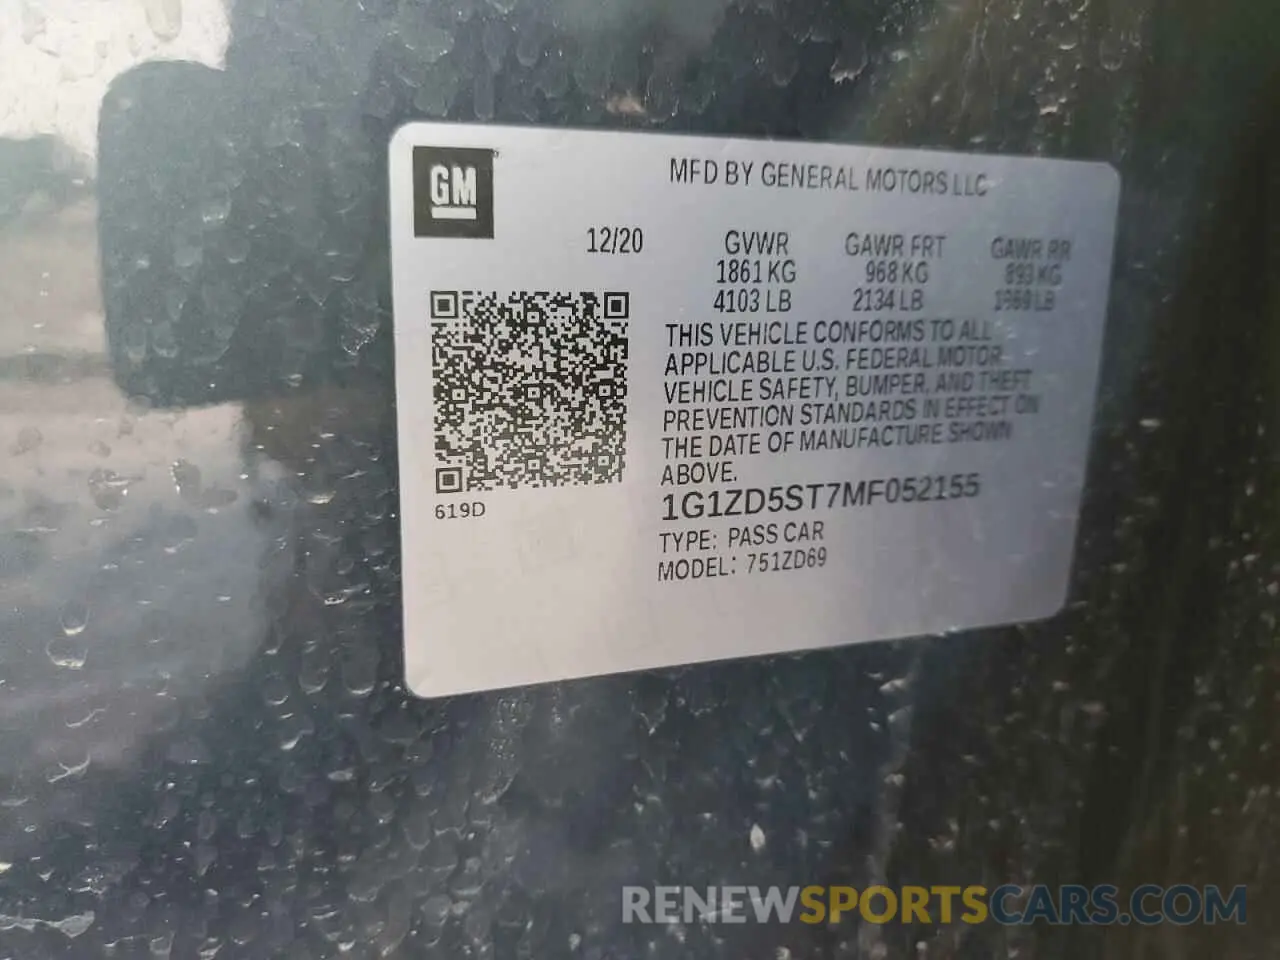 GM
MFD BY GENERAL MOTORS LLC
12/20 GVWR GAWR FRT GAWR RR
1861 KG 968 KG 893 KG
4103 LB 2134 LB 1969 LB
THIS VEHICLE CONFORMS TO ALL
APPLICABLE U.S. FEDERAL MOTOR
VEHICLE SAFETY, BUMPER, AND THEFT
PREVENTION STANDARDS IN EFFECT ON
THE DATE OF MANUFACTURE SHOWN
ABOVE.
619D
1G1ZD5ST7MF052155
TYPE: PASS CAR
MODEL: 751ZD69
RENEWSPORTSCARS.COM